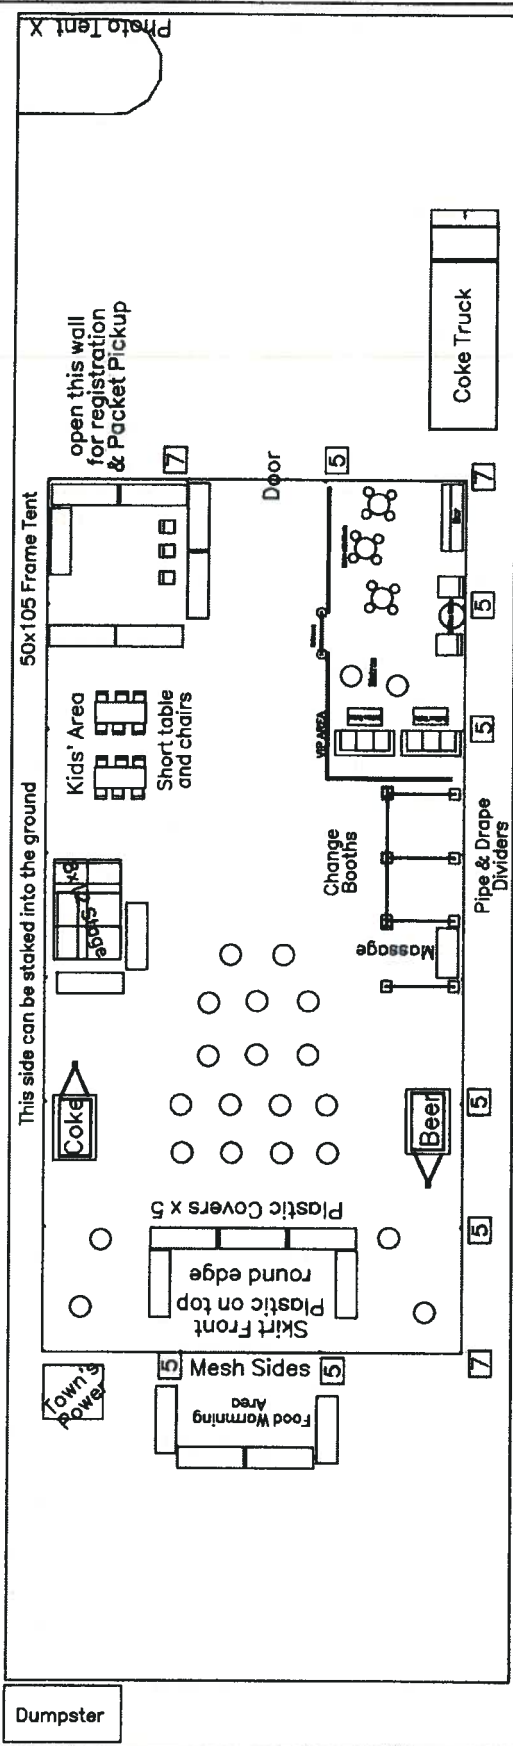 Photo Tent X
Coke Truck
open this wall
for registration
& Packet Pickup
7
Door
5
7
50x105 Frame Tent
This side can be staked into the ground
Kids' Area
Short table
and chairs
5
5
VIP AREA
Bar
Change
Booths
Pipe & Drape
Dividers
Massage
Stage
Coke
Beer
5
5
Plastic Covers x 5
Skirt Front
Plastic on top
round edge
Town's
Power
5
Mesh Sides
5
7
Food Warming
Area
Dumpster